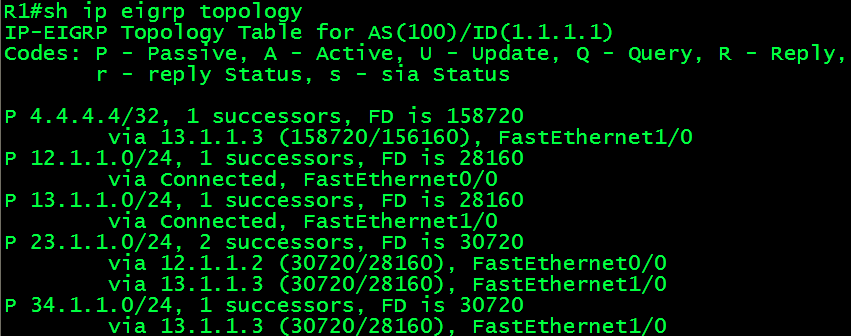 R1#sh ip eigrp topology
IP-EIGRP Topology Table for AS(100)/ID(1.1.1.1)
Codes: P - Passive, A - Active, U - Update, Q - Query, R - Reply,
r - reply Status, s - sia Status
P 4.4.4.4/32, 1 successors, FD is 158720
via 13.1.1.3 (158720/156160), FastEthernet1/0
P 12.1.1.0/24, 1 successors, FD is 28160
via Connected, FastEthernet0/0
P 13.1.1.0/24, 1 successors, FD is 28160
via Connected, FastEthernet1/0
P 23.1.1.0/24, 2 successors, FD is 30720
via 12.1.1.2 (30720/28160), FastEthernet0/0
via 13.1.1.3 (30720/28160), FastEthernet1/0
P 34.1.1.0/24, 1 successors, FD is 30720
via 13.1.1.3 (30720/28160), FastEthernet1/0